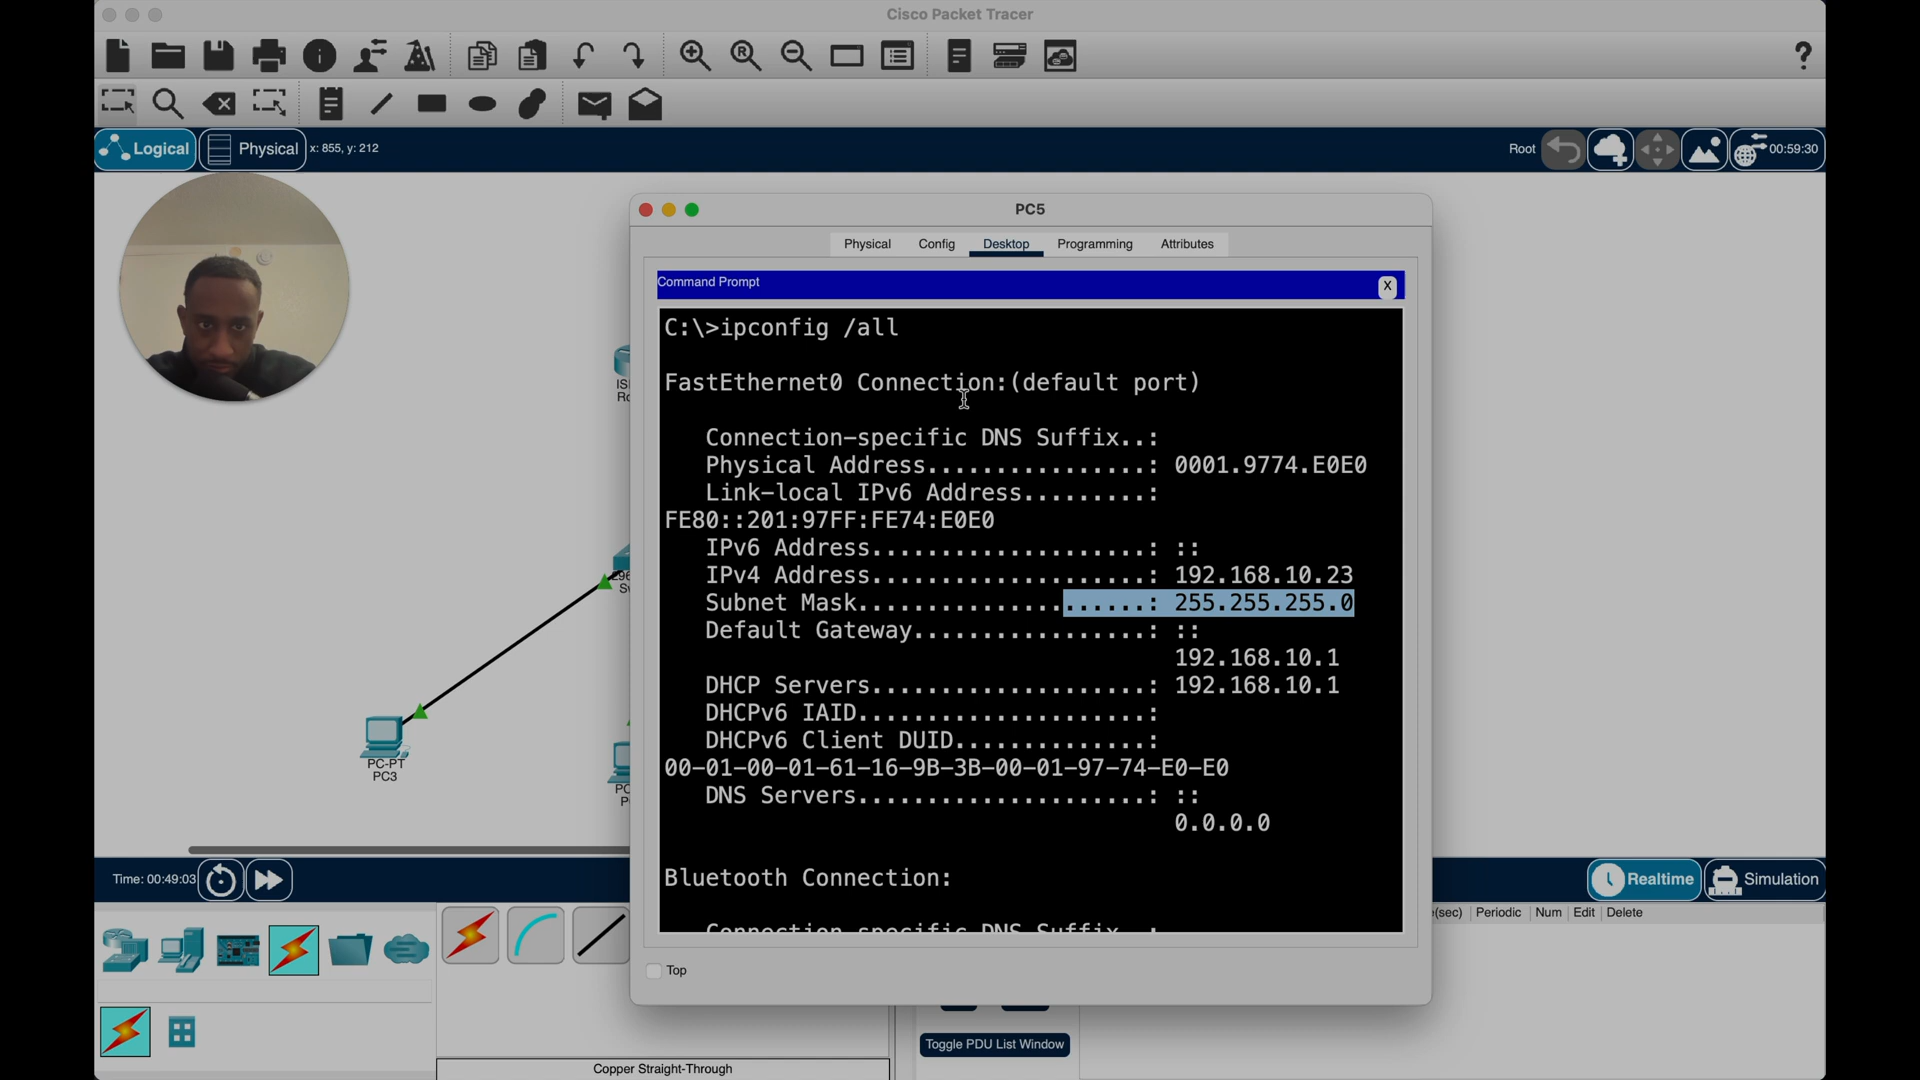 Cisco Packet Tracer
Logical
Physical
x: 855, y: 212
Root
00:59:30
PC5
Physical
Config
Desktop
Programming
Attributes
Command Prompt
X
C:\>ipconfig /all
FastEthernet0 Connection:(default port)
Connection-specific DNS Suffix..:
Physical Address................: 0001.9774.E0E0
Link-local IPv6 Address.........:
FE80::201:97FF:FE74:E0E0
IPv6 Address....................: ::
IPv4 Address....................: 192.168.10.23
Subnet Mask.....................: 255.255.255.0
Default Gateway.................: ::
192.168.10.1
DHCP Servers....................: 192.168.10.1
DHCPv6 IAID.....................:
DHCPv6 Client DUID..............:
00-01-00-01-61-16-9B-3B-00-01-97-74-E0-E0
DNS Servers.....................: ::
0.0.0.0
Bluetooth Connection:
Connection-specific DNS Suffix..:
Top
PC-PT
PC3
Time: 00:49:03
Realtime
Simulation
(sec)
Periodic
Num
Edit
Delete
Toggle PDU List Window
Copper Straight-Through